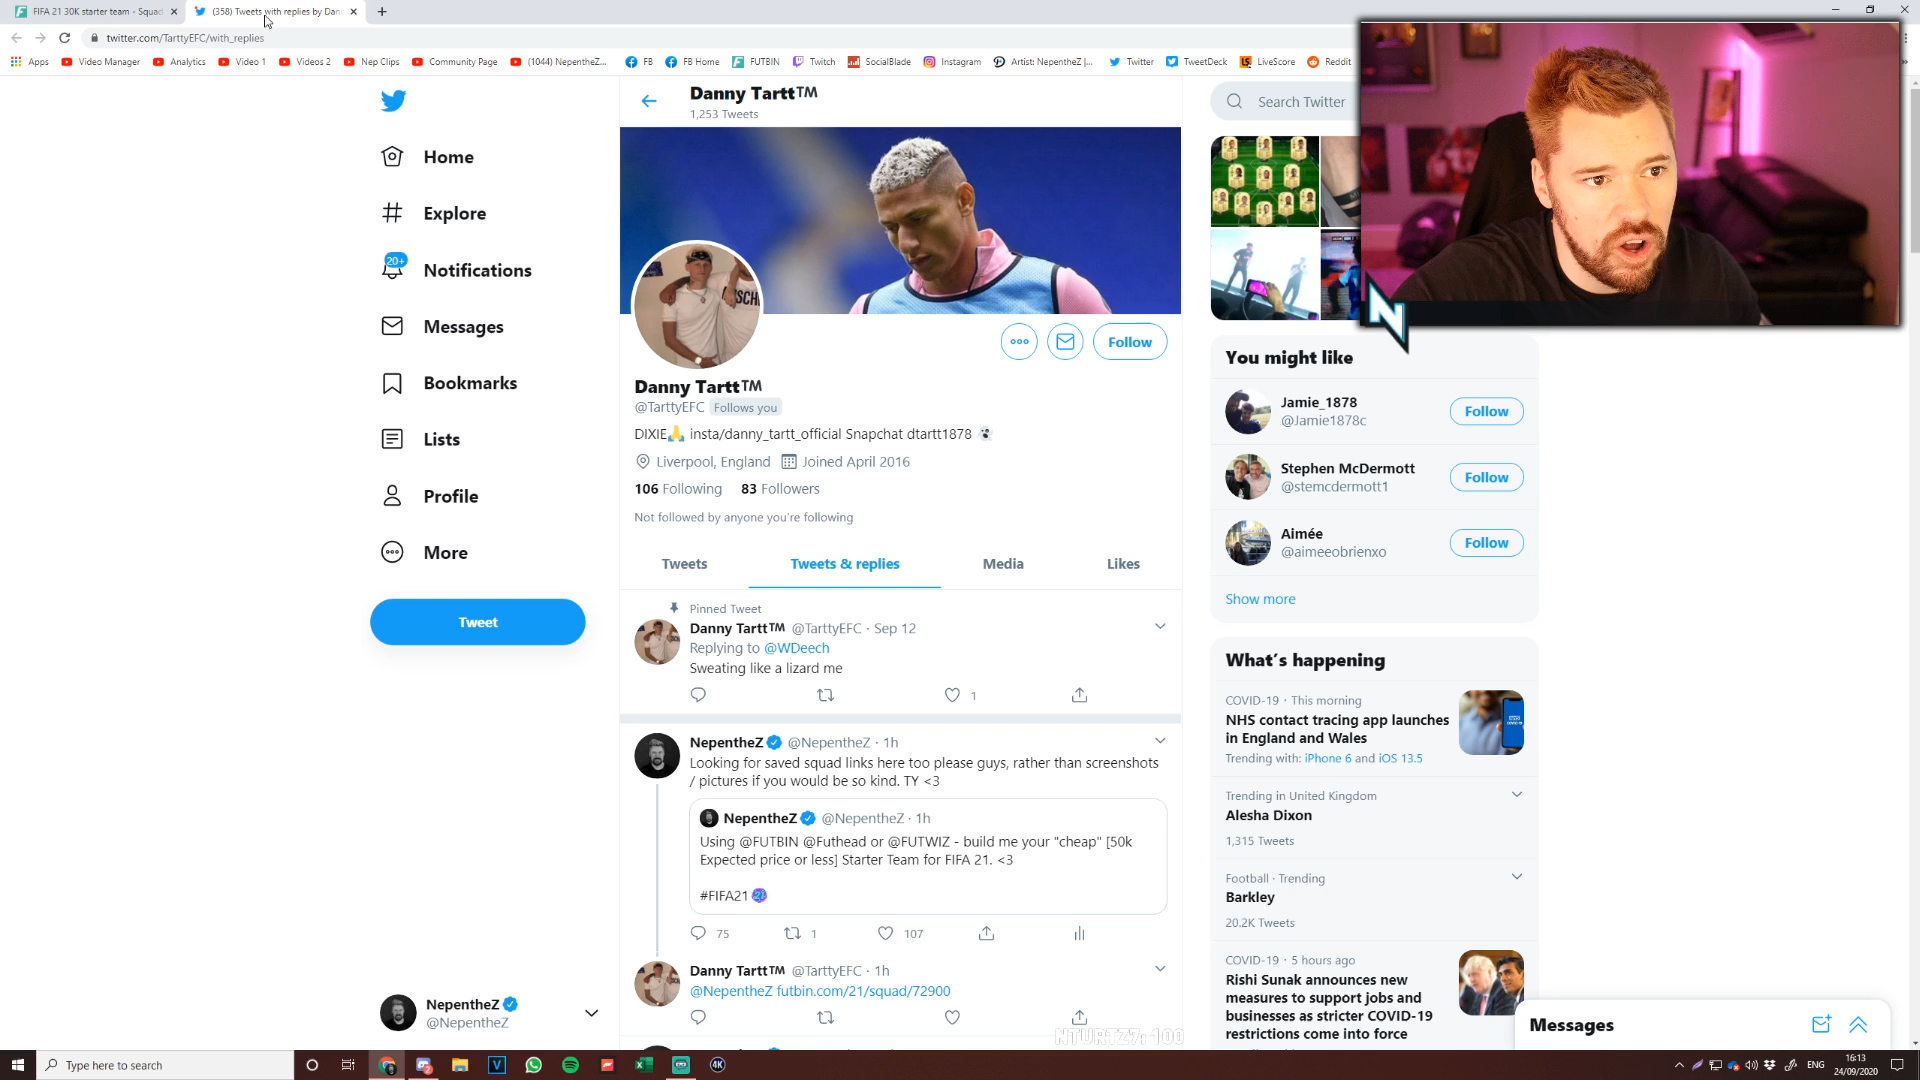 FIFA 21 30K starter team - Squad
(358) Tweets with replies by Dan
twitter.com/TarttyEFC/with_replies
Apps
Video Manager
Analytics
Video 1
Videos 2
Nep Clips
Community Page
(1044) NepentheZ...
FB
FB Home
FUTBIN
Twitch
SocialBlade
Instagram
Artist: NepentheZ |...
Twitter
TweetDeck
LiveScore
Reddit
Home
Explore
20+
Notifications
Messages
Bookmarks
Lists
Profile
More
Tweet
NepentheZ
@NepentheZ
Danny Tartt™
1,253 Tweets
Follow
Danny Tartt™
@TarttyEFC Follows you
DIXIE🙏 insta/danny_tartt_official Snapchat dtartt1878
Liverpool, England Joined April 2016
106 Following 83 Followers
Not followed by anyone you're following
Tweets
Tweets & replies
Media
Likes
Pinned Tweet
Danny Tartt™ @TarttyEFC · Sep 12
Replying to @WDeech
Sweating like a lizard me
1
NepentheZ @NepentheZ · 1h
Looking for saved squad links here too please guys, rather than screenshots
/ pictures if you would be so kind. TY <3
NepentheZ @NepentheZ · 1h
Using @FUTBIN @Futhead or @FUTWIZ - build me your "cheap" [50k
Expected price or less] Starter Team for FIFA 21. <3
#FIFA21
75 1 107
Danny Tartt™ @TarttyEFC · 1h
@NepentheZ futbin.com/21/squad/72900
NTURTZ7: 100
Search Twitter
N
You might like
Jamie_1878
@Jamie1878c
Follow
Stephen McDermott
@stemcdermott1
Follow
Aimée
@aimeeobrienxo
Follow
Show more
What's happening
COVID-19 · This morning
NHS contact tracing app launches
in England and Wales
Trending with: iPhone 6 and iOS 13.5
Trending in United Kingdom
Alesha Dixon
1,315 Tweets
Football · Trending
Barkley
20.2K Tweets
COVID-19 · 5 hours ago
Rishi Sunak announces new
measures to support jobs and
businesses as stricter COVID-19
restrictions come into force
Messages
Type here to search
ENG
16:13
24/09/2020